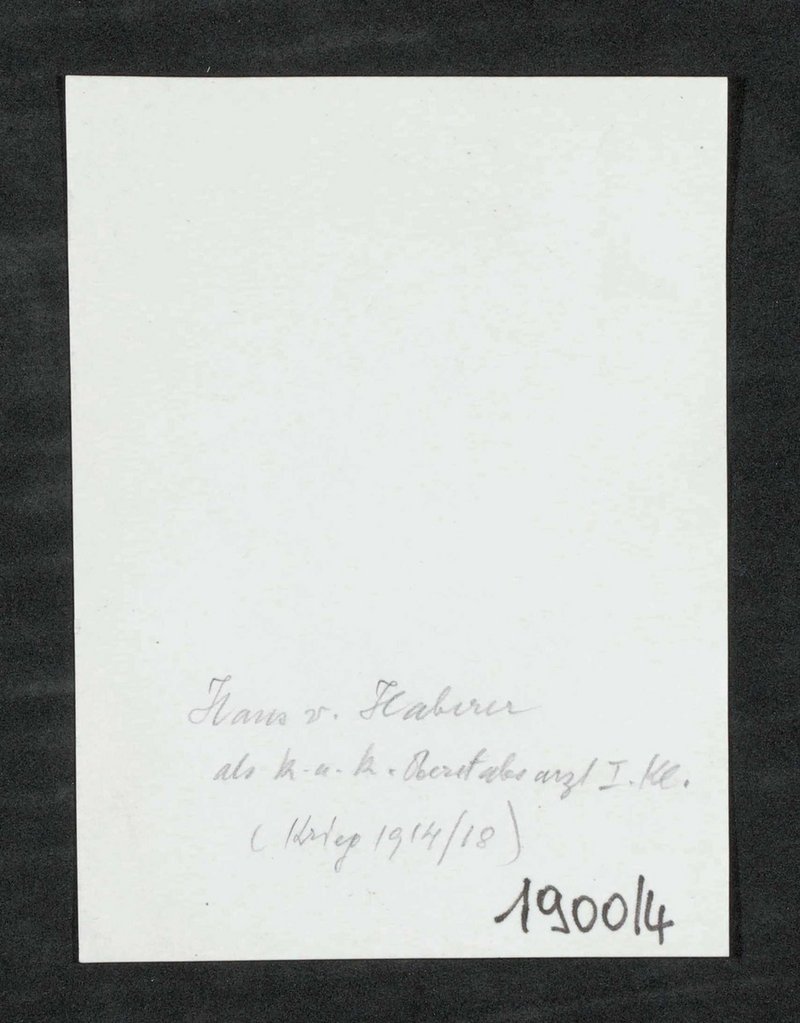 Hans v. Haberer
als k. u. k. Oberstabsarzt I. Kl.
(Krieg 1914/18)
1900/4